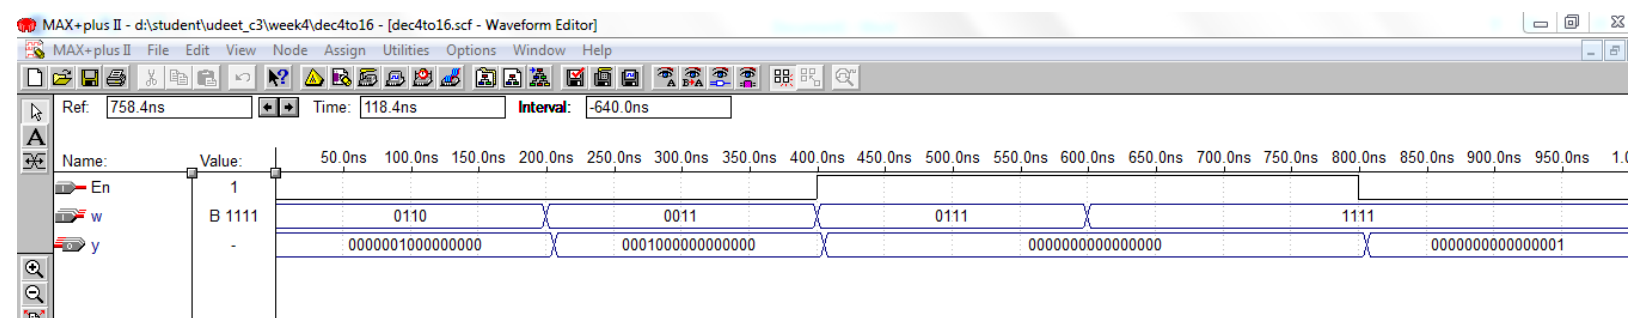 MAX+plus II - d:\student\udeet_c3\week4\dec4to16 - [dec4to16.scf - Waveform Editor]
MAX+plus II File Edit View Node Assign Utilities Options Window Help
Ref: 758.4ns Time: 118.4ns Interval: -640.0ns
Name: Value: 50.0ns 100.0ns 150.0ns 200.0ns 250.0ns 300.0ns 350.0ns 400.0ns 450.0ns 500.0ns 550.0ns 600.0ns 650.0ns 700.0ns 750.0ns 800.0ns 850.0ns 900.0ns 950.0ns
En 1
w B 1111 0110 0011 0111 1111
y - 0000001000000000 0001000000000000 0000000000000000 0000000000000001